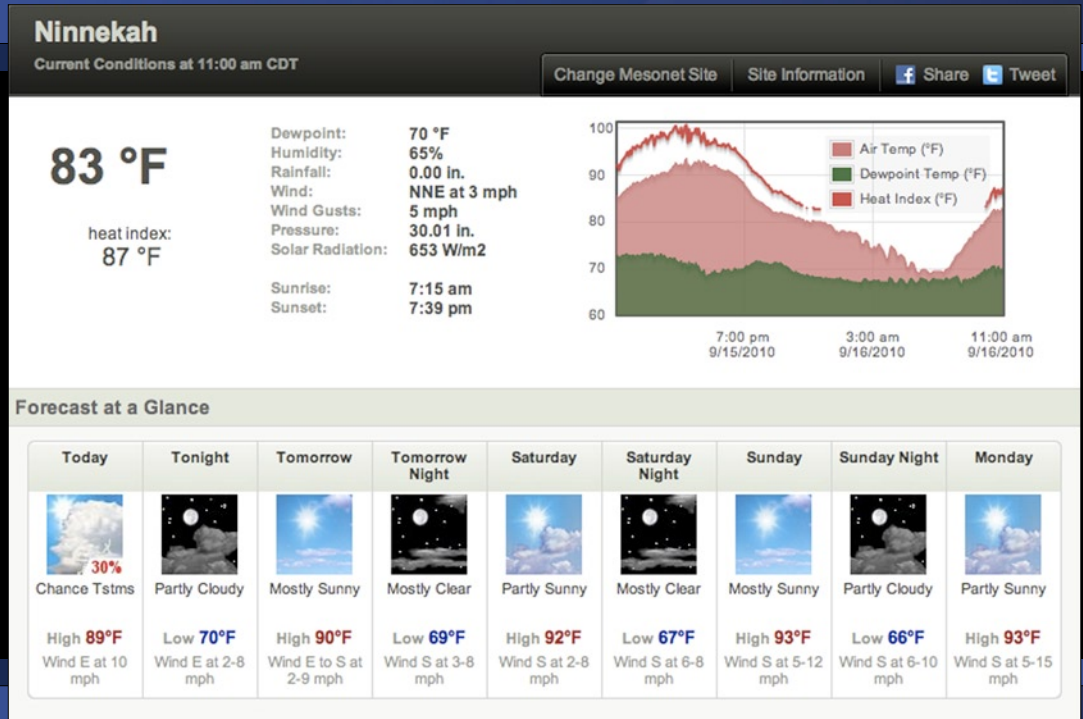 Ninnekah
Current Conditions at 11:00 am CDT
Change Mesonet Site
Site Information
Share
Tweet
83 °F
heat index:
87 °F
Dewpoint: 70 °F
Humidity: 65%
Rainfall: 0.00 in.
Wind: NNE at 3 mph
Wind Gusts: 5 mph
Pressure: 30.01 in.
Solar Radiation: 653 W/m2
Sunrise: 7:15 am
Sunset: 7:39 pm
100
90
80
70
60
Air Temp (°F)
Dewpoint Temp (°F)
Heat Index (°F)
7:00 pm
9/15/2010
3:00 am
9/16/2010
11:00 am
9/16/2010
Forecast at a Glance
Today
30%
Chance Tstms
High 89°F
Wind E at 10
mph
Tonight
Partly Cloudy
Low 70°F
Wind E at 2-8
mph
Tomorrow
Mostly Sunny
High 90°F
Wind E to S at
2-9 mph
Tomorrow
Night
Mostly Clear
Low 69°F
Wind S at 3-8
mph
Saturday
Partly Sunny
High 92°F
Wind S at 2-8
mph
Saturday
Night
Mostly Clear
Low 67°F
Wind S at 6-8
mph
Sunday
Mostly Sunny
High 93°F
Wind S at 5-12
mph
Sunday Night
Partly Cloudy
Low 66°F
Wind S at 6-10
mph
Monday
Partly Sunny
High 93°F
Wind S at 5-15
mph